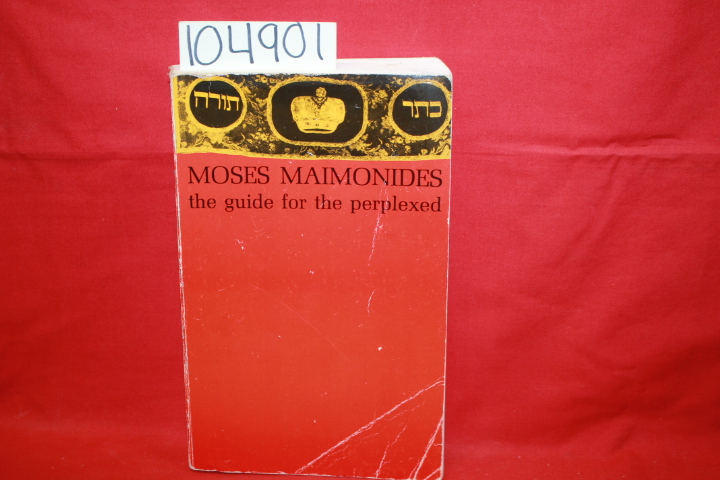 104901
כתר תורה
MOSES MAIMONIDES
the guide for the perplexed